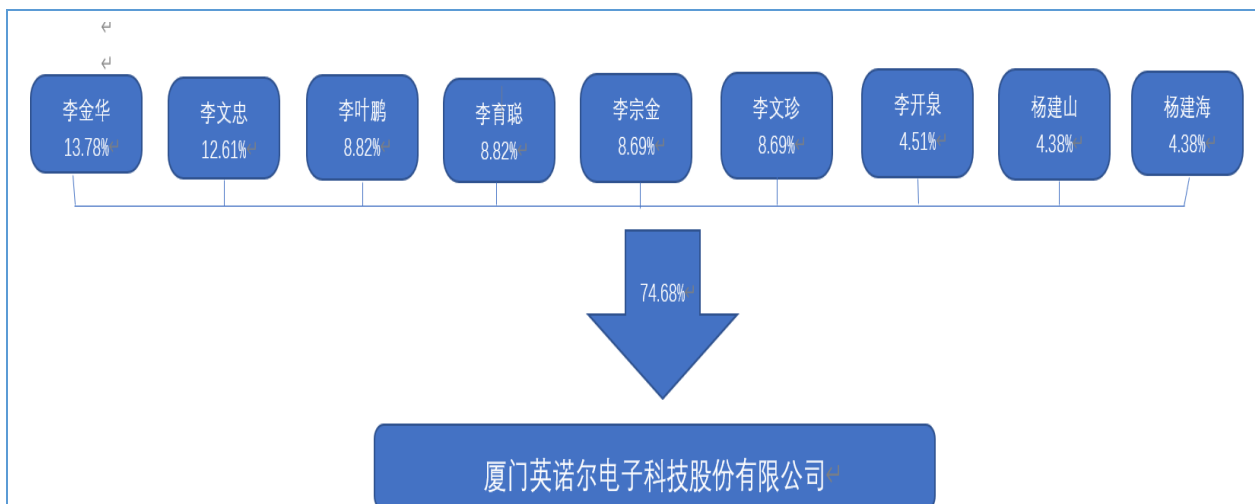 李金华
13.78%
李文忠
12.61%
李叶鹏
8.82%
李育聪
8.82%
李宗金
8.69%
李文珍
8.69%
李开泉
4.51%
杨建山
4.38%
杨建海
4.38%
74.68%
厦门英诺尔电子科技股份有限公司